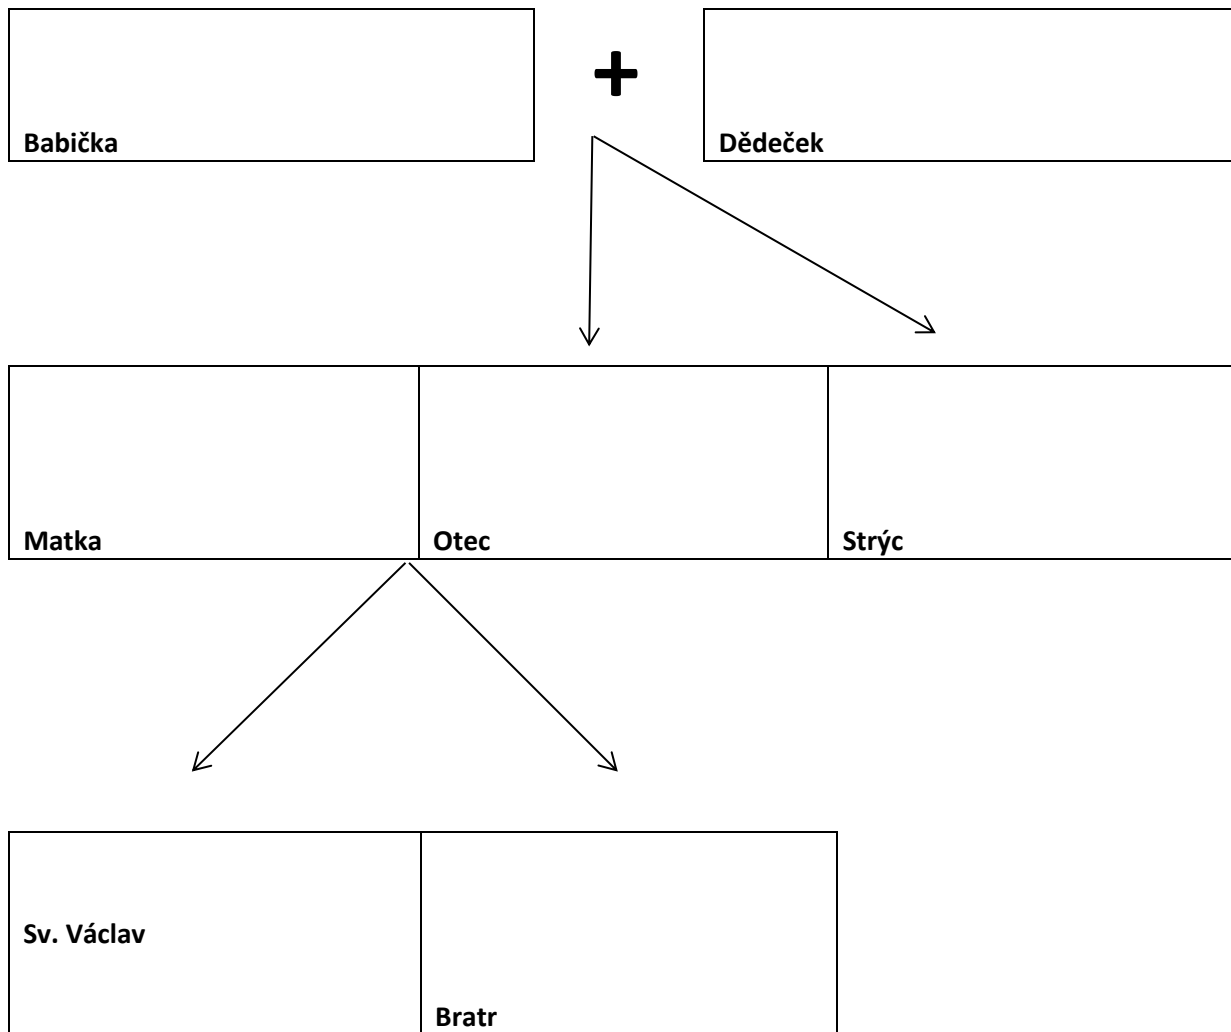 Babička
+
Dědeček
Matka
Otec
Strýc
Sv. Václav
Bratr